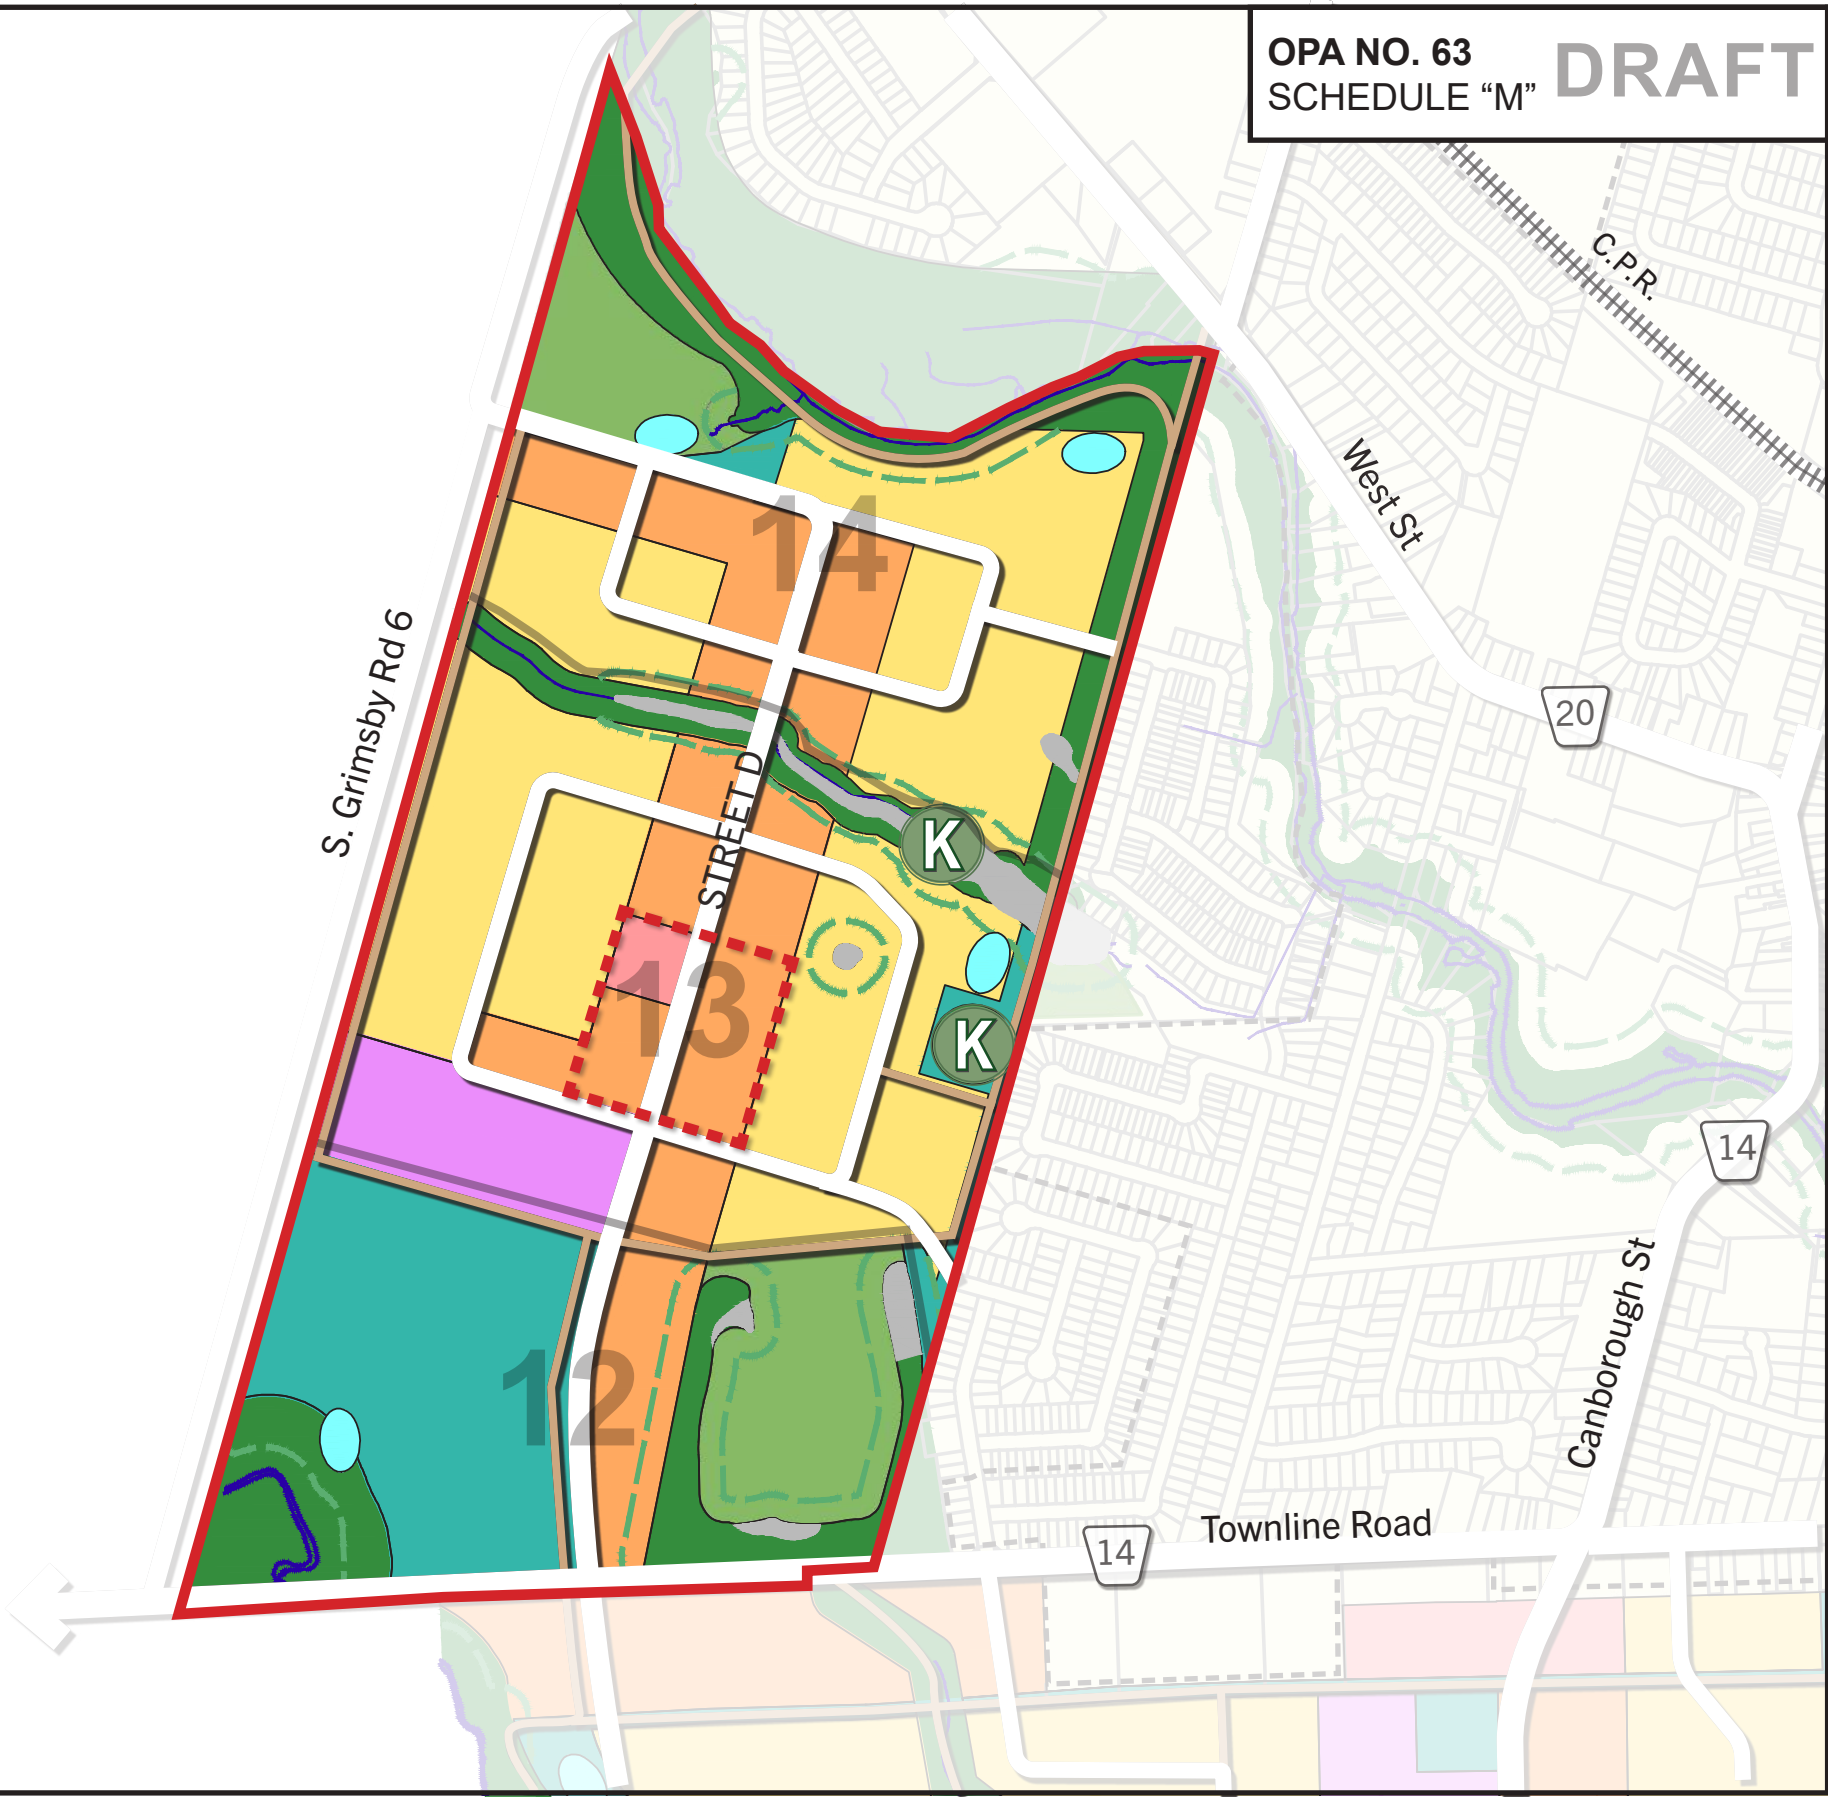 OPA NO. 63
SCHEDULE “M”
DRAFT
C.P.R.
West St
20
14
S. Grimsby Rd 6
STREET D
K
13
K
14
12
Canborough St
Townline Road
14